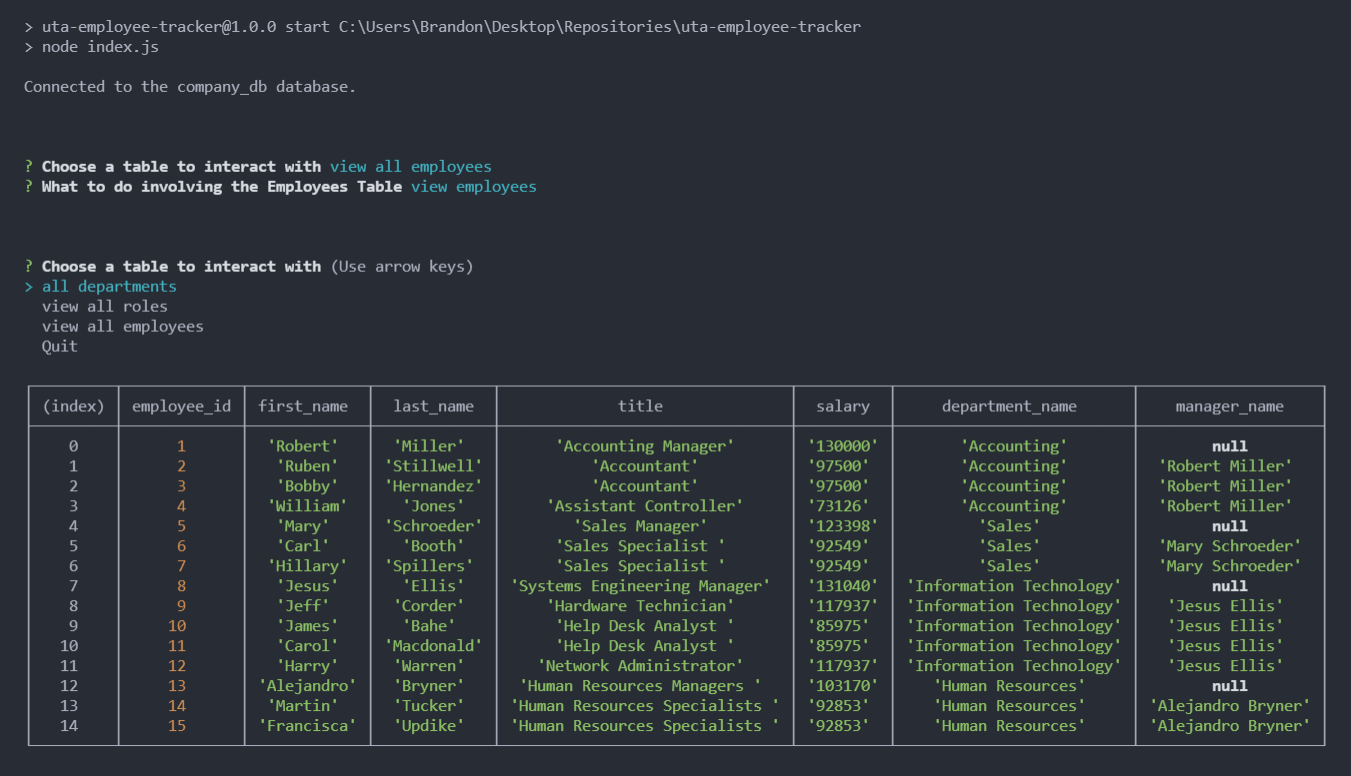 > uta-employee-tracker@1.0.0 start C:\Users\Brandon\Desktop\Repositories\uta-employee-tracker
> node index.js
Connected to the company_db database.
? Choose a table to interact with view all employees
? What to do involving the Employees Table view employees
? Choose a table to interact with (Use arrow keys)
> all departments
view all roles
view all employees
Quit
(index) employee_id first_name last_name title salary department_name manager_name
0 1 'Robert' 'Miller' 'Accounting Manager' '130000' 'Accounting' null
1 2 'Ruben' 'Stillwell' 'Accountant' '97500' 'Accounting' 'Robert Miller'
2 3 'Bobby' 'Hernandez' 'Accountant' '97500' 'Accounting' 'Robert Miller'
3 4 'William' 'Jones' 'Assistant Controller' '73126' 'Accounting' 'Robert Miller'
4 5 'Mary' 'Schroeder' 'Sales Manager' '123398' 'Sales' null
5 6 'Carl' 'Booth' 'Sales Specialist ' '92549' 'Sales' 'Mary Schroeder'
6 7 'Hillary' 'Spillers' 'Sales Specialist ' '92549' 'Sales' 'Mary Schroeder'
7 8 'Jesus' 'Ellis' 'Systems Engineering Manager' '131040' 'Information Technology' null
8 9 'Jeff' 'Corder' 'Hardware Technician' '117937' 'Information Technology' 'Jesus Ellis'
9 10 'James' 'Bahe' 'Help Desk Analyst ' '85975' 'Information Technology' 'Jesus Ellis'
10 11 'Carol' 'Macdonald' 'Help Desk Analyst ' '85975' 'Information Technology' 'Jesus Ellis'
11 12 'Harry' 'Warren' 'Network Administrator' '117937' 'Information Technology' 'Jesus Ellis'
12 13 'Alejandro' 'Bryner' 'Human Resources Managers ' '103170' 'Human Resources' null
13 14 'Martin' 'Tucker' 'Human Resources Specialists ' '92853' 'Human Resources' 'Alejandro Bryner'
14 15 'Francisca' 'Updike' 'Human Resources Specialists ' '92853' 'Human Resources' 'Alejandro Bryner'